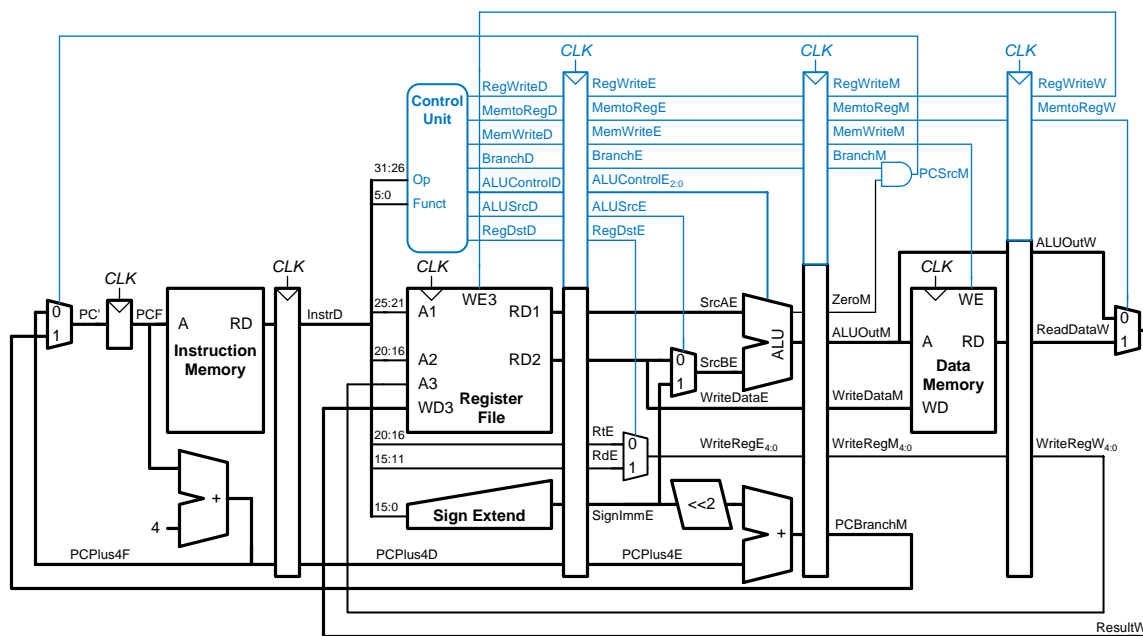 CLK CLK CLK
CLK
Control
Unit
Op
Funct
31:26
5:0
RegWriteD RegWriteE RegWriteM RegWriteW
MemtoRegD MemtoRegE MemtoRegM MemtoRegW
MemWriteD MemWriteE MemWriteM
BranchD BranchE BranchM
PCSrcM
ALUControlD ALUControlE2:0
ALUSrcD ALUSrcE
RegDstD RegDstE
CLK CLK CLK CLK
0
1
PC'
PCF
A RD
Instruction
Memory
InstrD
25:21
20:16
A1
A2
A3
WD3
WE3
RD1
RD2
Register
File
SrcAE
0
1
SrcBE
ALU
ZeroM
ALUOutM
WriteDataE WriteDataM
A RD
WE
Data
Memory
WD
ALUOutW
ReadDataW
0
1
20:16
15:11
RtE
RdE
0
1
WriteRegE4:0 WriteRegM4:0 WriteRegW4:0
15:0
Sign Extend
SignImmE
<<2
+
PCBranchM
4
+
PCPlus4F PCPlus4D PCPlus4E
ResultW